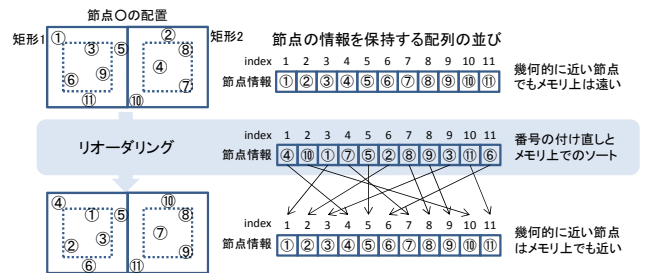 節点○の配置
矩形1
矩形2
① ③ ⑤ ② ⑧
⑥ ⑨ ④ ⑦
⑪ ⑩
節点の情報を保持する配列の並び
index 1 2 3 4 5 6 7 8 9 10 11
節点情報 ① ② ③ ④ ⑤ ⑥ ⑦ ⑧ ⑨ ⑩ ⑪
幾何的に近い節点
でもメモリ上は遠い
リオーダリング
index 1 2 3 4 5 6 7 8 9 10 11
節点情報 ④ ⑩ ① ⑦ ⑤ ② ⑧ ⑨ ③ ⑪ ⑥
番号の付け直しと
メモリ上でのソート
④ ① ⑤ ⑩ ⑧
② ③ ⑦ ⑨
⑥ ⑪
index 1 2 3 4 5 6 7 8 9 10 11
節点情報 ① ② ③ ④ ⑤ ⑥ ⑦ ⑧ ⑨ ⑩ ⑪
幾何的に近い節点
はメモリ上でも近い